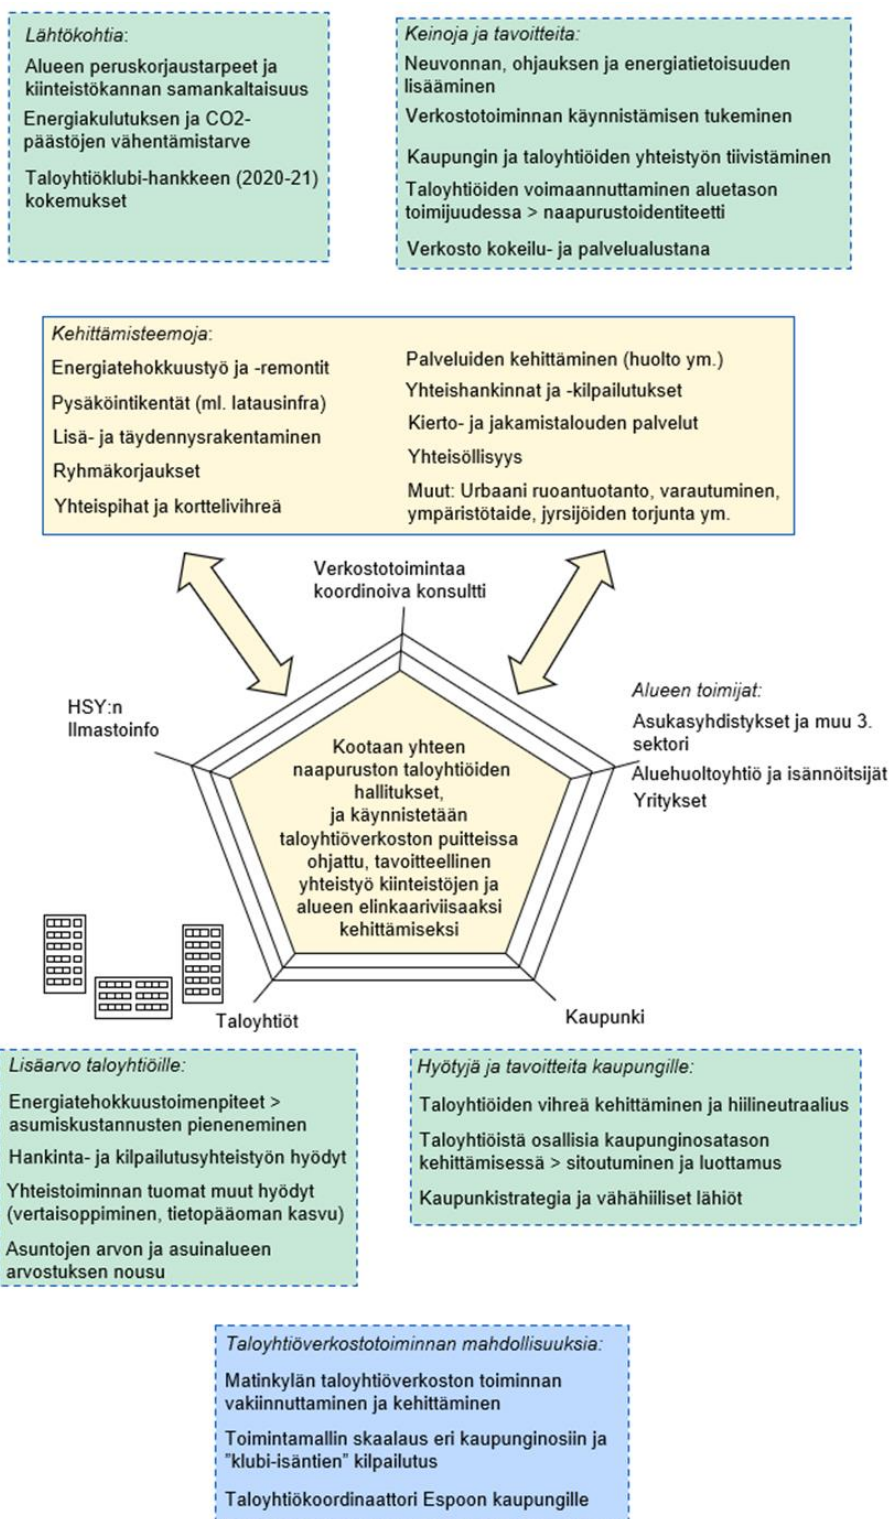 Lähtökohtia:
Alueen peruskorjaustarpeet ja
kiinteistökannan samankaltaisuus
Energiakulutuksen ja CO2-
päästöjen vähentämistarve
Taloyhtiöklubi-hankkeen (2020-21)
kokemukset
Keinoja ja tavoitteita:
Neuvonnan, ohjauksen ja energiatietoisuuden
lisääminen
Verkostotoiminnan käynnistämisen tukeminen
Kaupungin ja taloyhtiöiden yhteistyön tiivistäminen
Taloyhtiöiden voimaannuttaminen aluetason
toimijuudessa > naapurustoidentiteetti
Verkosto kokeilu- ja palvelualustana
Kehittämisteemoja:
Energiatehokkuustyö ja -remontit
Pysäköintikentät (ml. latausinfra)
Lisä- ja täydennysrakentaminen
Ryhmäkorjaukset
Yhteispihat ja korttelivihreä
Palveluiden kehittäminen (huolto ym.)
Yhteishankinnat ja -kilpailutukset
Kierto- ja jakamistalouden palvelut
Yhteisöllisyys
Muut: Urbaani ruoantuotanto, varautuminen,
ympäristötaide, jyrsijöiden torjunta ym.
Verkostotoimintaa
koordinoiva konsultti
HSY:n
Ilmastoinfo
Alueen toimijat:
Asukasyhdistykset ja muu 3.
sektori
Aluehuoltoyhtiö ja isännöitsijät
Yritykset
Kootaan yhteen
naapuruston taloyhtiöiden
hallitukset,
ja käynnistetään
taloyhtiöverkoston puitteissa
ohjattu, tavoitteellinen
yhteistyö kiinteistöjen ja
alueen elinkaariviisaaksi
kehittämiseksi
Taloyhtiöt
Kaupunki
Lisäarvo taloyhtiöille:
Energiatehokkuustoimenpiteet >
asumiskustannusten pieneneminen
Hankinta- ja kilpailutusyhteistyön hyödyt
Yhteistoiminnan tuomat muut hyödyt
(vertaisoppiminen, tietopääoman kasvu)
Asuntojen arvon ja asuinalueen
arvostuksen nousu
Hyötyjä ja tavoitteita kaupungille:
Taloyhtiöiden vihreä kehittäminen ja hiilineutraalius
Taloyhtiöistä osallisia kaupunginosatason
kehittämisessä > sitoutuminen ja luottamus
Kaupunkistrategia ja vähähiiliset lähiöt
Taloyhtiöverkostotoiminnan mahdollisuuksia:
Matinkylän taloyhtiöverkoston toiminnan
vakiinnuttaminen ja kehittäminen
Toimintamallin skaalaus eri kaupunginosiin ja
"klubi-isäntien" kilpailutus
Taloyhtiökoordinaattori Espoon kaupungille